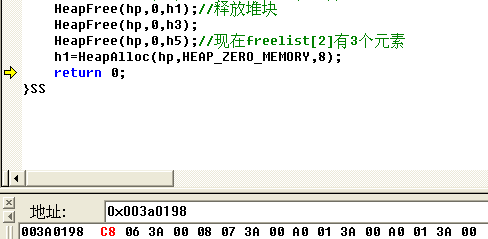 HeapFree(hp,0,h1);//释放堆块
HeapFree(hp,0,h3);
HeapFree(hp,0,h5);//现在freelist[2]有3个元素
h1=HeapAlloc(hp,HEAP_ZERO_MEMORY,8);
return 0;
}SS
地址: 0x003a0198
003A0198 C8 06 3A 00 08 07 3A 00 A0 01 3A 00 A0 01 3A 00